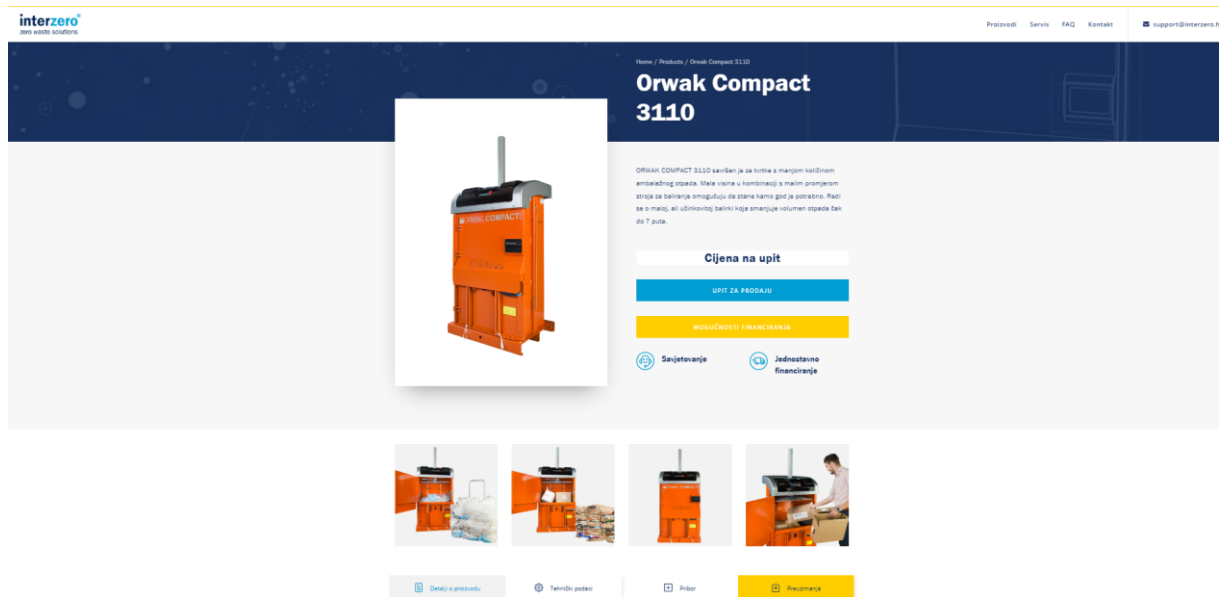 interzero®
zero waste solutions
Proizvodi Servis FAQ Kontakt support@interzero.h
Home / Products / Orwak Compact 3110
Orwak Compact
3110
ORWAK COMPACT
ORWAK COMPACT 3110 savršen je za tvrtke s manjom količinom
ambalažnog otpada. Mala visina u kombinaciji s malim promjerom
stroja za baliranje omogućuju da stane kamo god je potrebno. Radi
se o maloj, ali učinkovitoj balirki koja smanjuje volumen otpada čak
do 7 puta.
Cijena na upit
UPIT ZA PRODAJU
MOGUĆNOSTI FINANCIRANJA
Savjetovanje
Jednostavno
financiranje
Detalji o proizvodu Tehnički podaci Pribor Preuzimanja